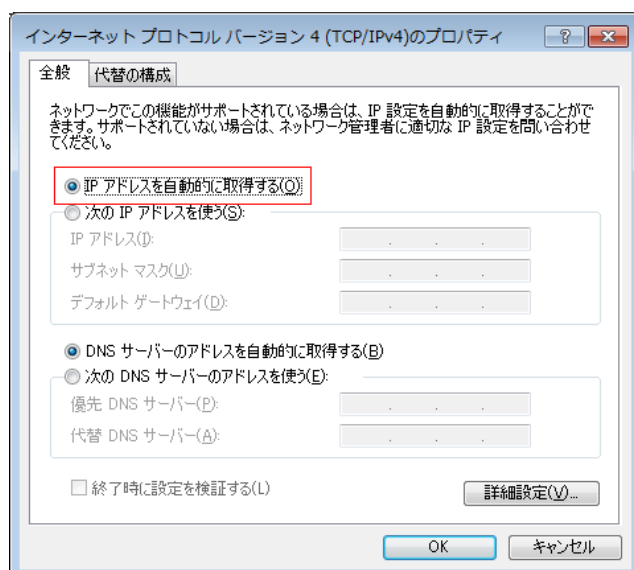 インターネット プロトコル バージョン 4 (TCP/IPv4)のプロパティ
全般
代替の構成
ネットワークでこの機能がサポートされている場合は、IP 設定を自動的に取得することがで
きます。サポートされていない場合は、ネットワーク管理者に適切な IP 設定を問い合わせ
てください。
IP アドレスを自動的に取得する(O)
次の IP アドレスを使う(S):
IP アドレス(I):
サブネット マスク(U):
デフォルト ゲートウェイ(D):
DNS サーバーのアドレスを自動的に取得する(B)
次の DNS サーバーのアドレスを使う(E):
優先 DNS サーバー(P):
代替 DNS サーバー(A):
終了時に設定を検証する(L)
詳細設定(V)...
OK
キャンセル